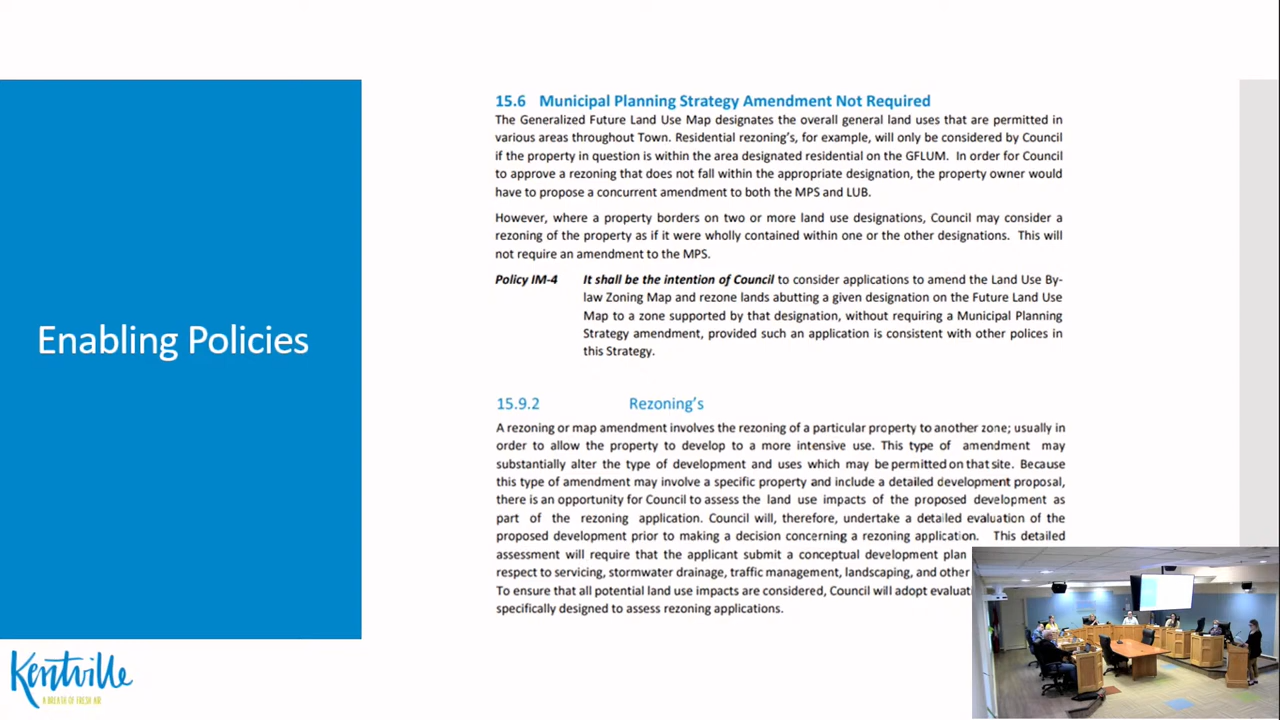 Enabling Policies
15.6 Municipal Planning Strategy Amendment Not Required
The Generalized Future Land Use Map designates the overall general land uses that are permitted in
various areas throughout Town. Residential rezoning's, for example, will only be considered by Council
if the property in question is within the area designated residential on the GFLUM. In order for Council
to approve a rezoning that does not fall within the appropriate designation, the property owner would
have to propose a concurrent amendment to both the MPS and LUB.
However, where a property borders on two or more land use designations, Council may consider a
rezoning of the property as if it were wholly contained within one or the other designations. This will
not require an amendment to the MPS.
Policy IM-4 It shall be the intention of Council to consider applications to amend the Land Use By-
law Zoning Map and rezone lands abutting a given designation on the Future Land Use
Map to a zone supported by that designation, without requiring a Municipal Planning
Strategy amendment, provided such an application is consistent with other polices in
this Strategy.
15.9.2 Rezoning's
A rezoning or map amendment involves the rezoning of a particular property to another zone; usually in
order to allow the property to develop to a more intensive use. This type of amendment may
substantially alter the type of development and uses which may be permitted on that site. Because
this type of amendment may involve a specific property and include a detailed development proposal,
there is an opportunity for Council to assess the land use impacts of the proposed development as
part of the rezoning application. Council will, therefore, undertake a detailed evaluation of the
proposed development prior to making a decision concerning a rezoning application. This detailed
assessment will require that the applicant submit a conceptual development plan
respect to servicing, stormwater drainage, traffic management, landscaping, and other
To ensure that all potential land use impacts are considered, Council will adopt evaluat
specifically designed to assess rezoning applications.
Kentville
A BREATH OF FRESH AIR